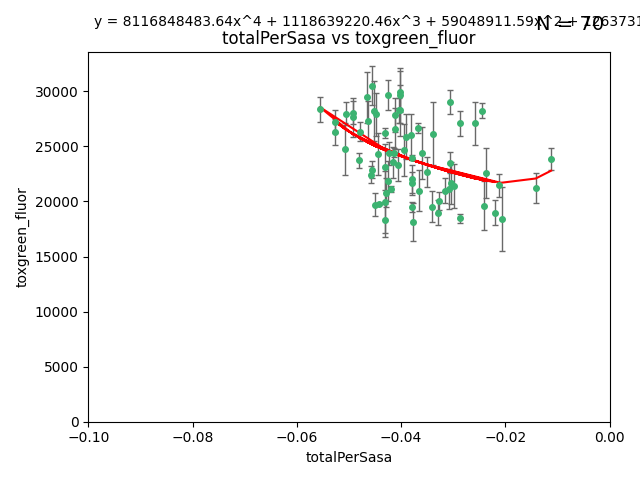 y = 8116848483.64x^4 + 1118639220.46x^3 + 59048911.59x^2 +
N = 70
totalPerSasa vs toxgreen_fluor
30000
25000
20000
15000
10000
5000
0
toxgreen_fluor
−0.10
−0.08
−0.06
−0.04
−0.02
0.00
totalPerSasa